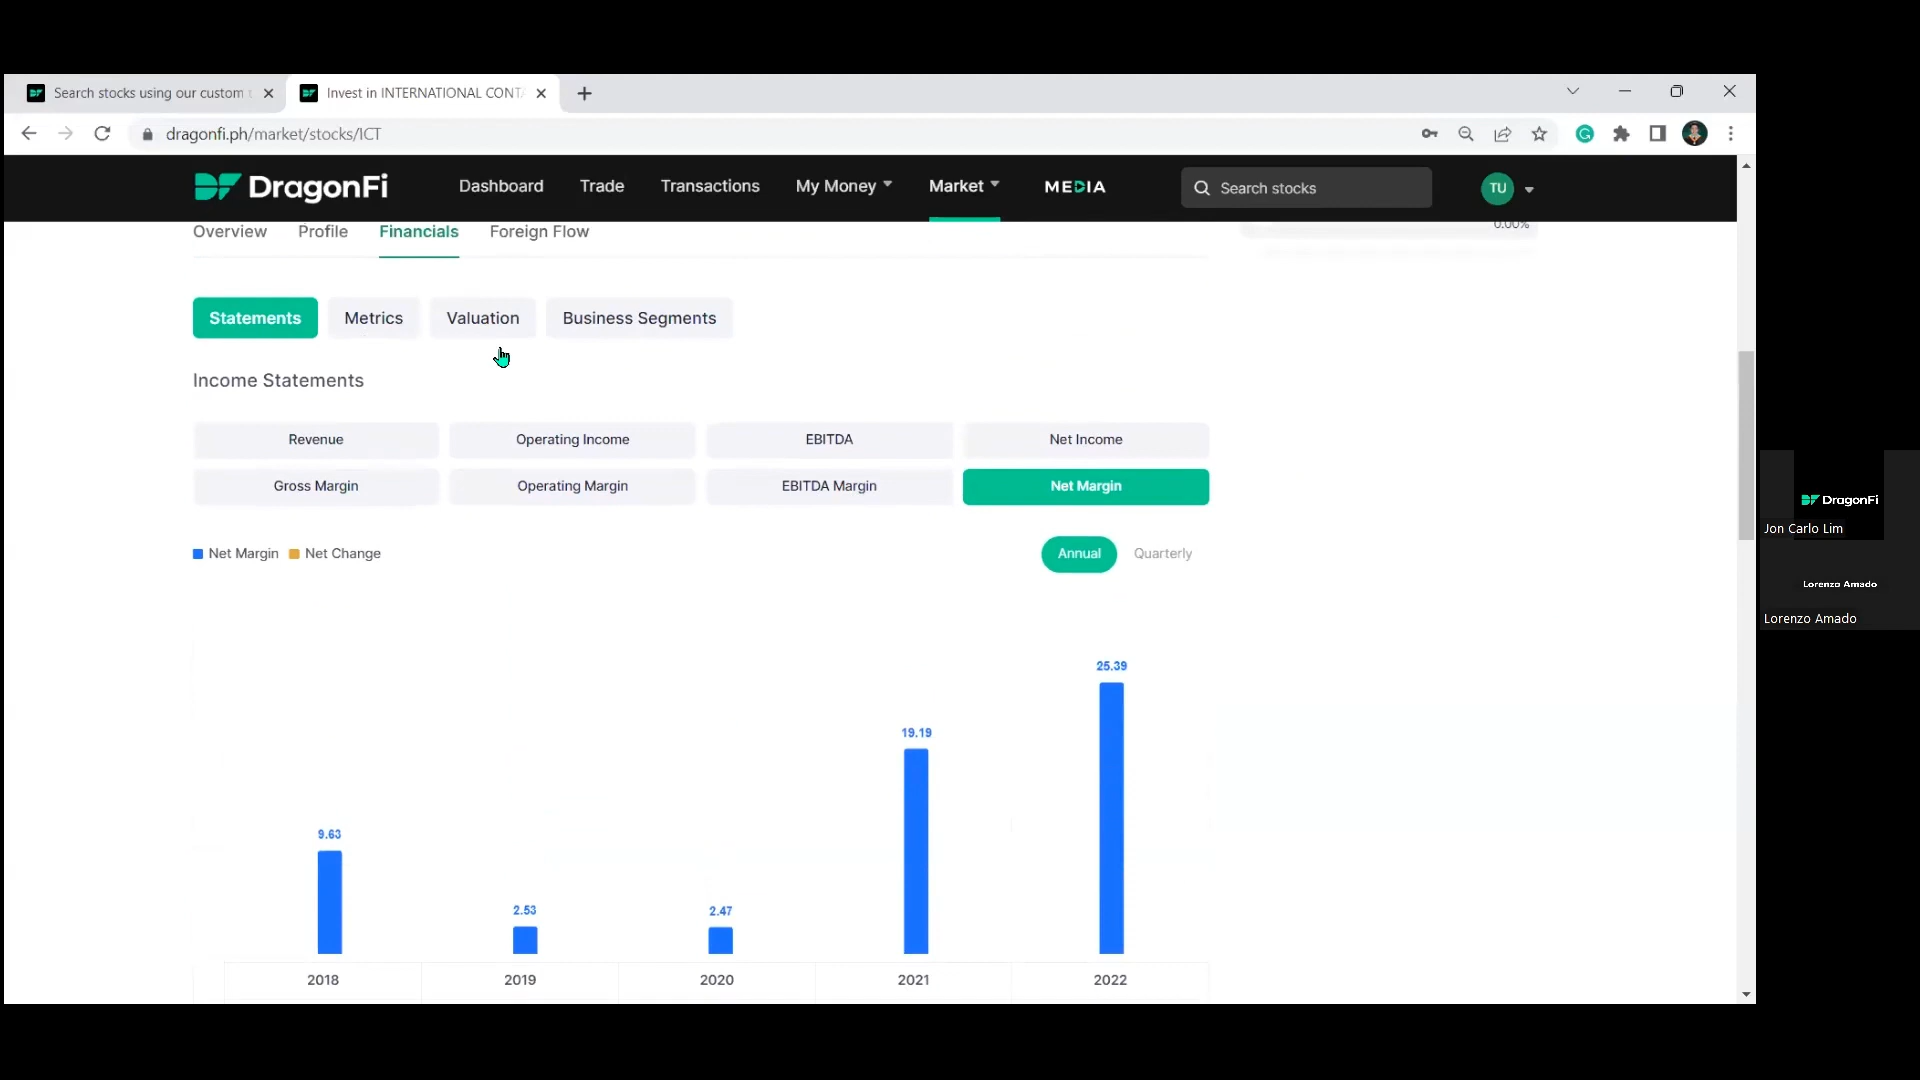 Search stocks using our custom
Invest in INTERNATIONAL CONTA
dragonfi.ph/market/stocks/ICT
DragonFi
Dashboard
Trade
Transactions
My Money
Market
MEDIA
Search stocks
TU
Overview
Profile
Financials
Foreign Flow
0.00%
Statements
Metrics
Valuation
Business Segments
Income Statements
Revenue
Operating Income
EBITDA
Net Income
Gross Margin
Operating Margin
EBITDA Margin
Net Margin
Net Margin
Net Change
Annual
Quarterly
25.39
19.19
9.63
2.53
2.47
2018
2019
2020
2021
2022
DragonFi
Jon Carlo Lim
Lorenzo Amado
Lorenzo Amado